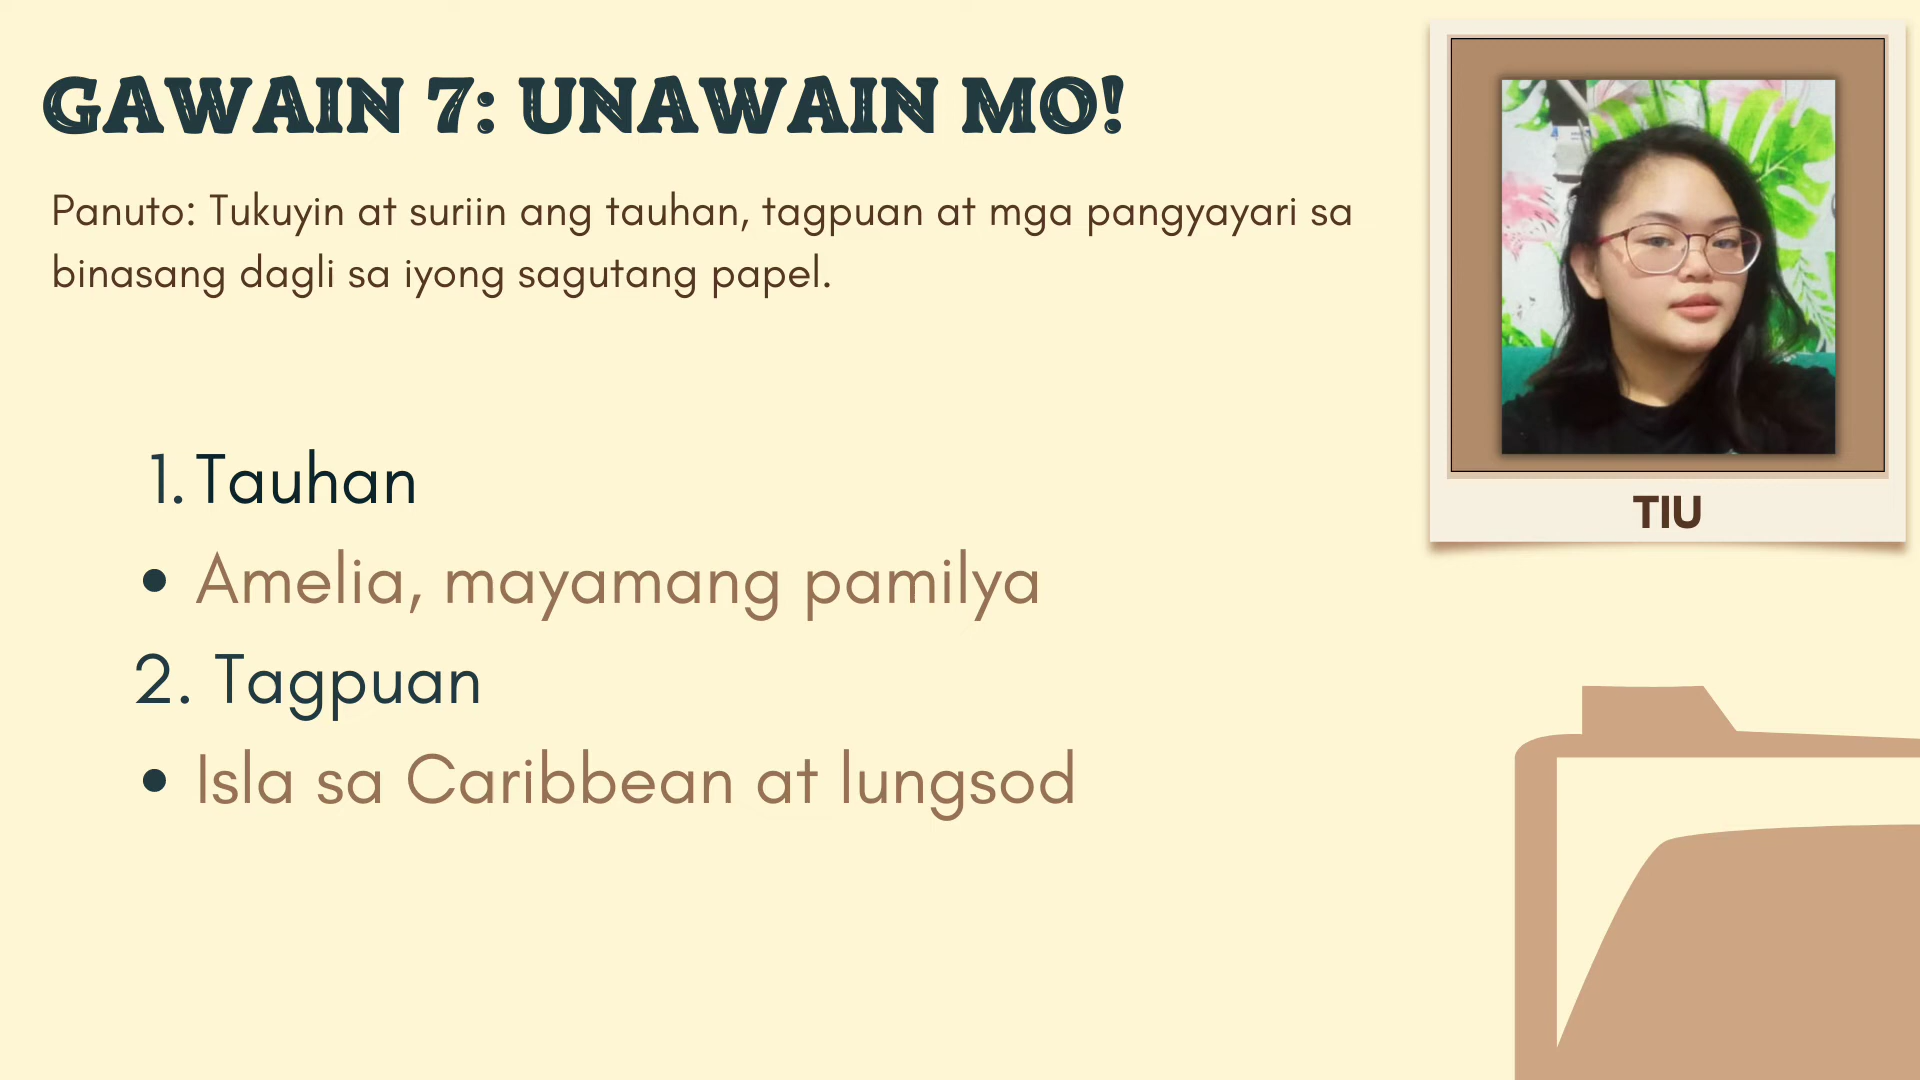 GAWAIN 7: UNAWAIN MO!
Panuto: Tukuyin at suriin ang tauhan, tagpuan at mga pangyayari sa
binasang dagli sa iyong sagutang papel.
TIU
1. Tauhan
• Amelia, mayamang pamilya
2. Tagpuan
• Isla sa Caribbean at lungsod